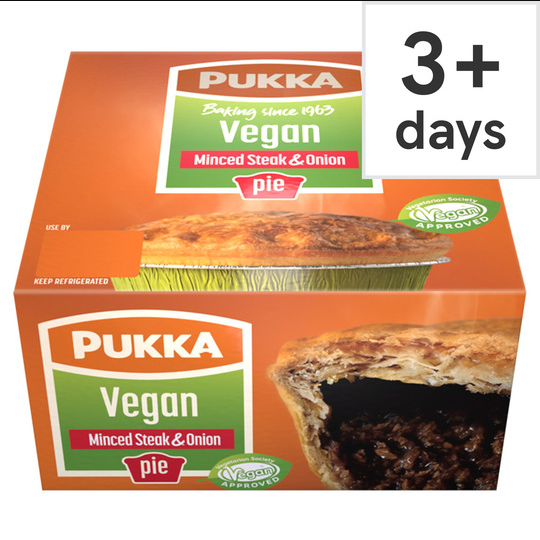 3+
days
PUKKA
Baking since 1963
Vegan
Minced Steak & Onion
pie
Vegetarian Society
Vegan
APPROVED
USE BY
KEEP REFRIGERATED
PUKKA
Vegan
Minced Steak & Onion
pie
Vegetarian Society
Vegan
APPROVED